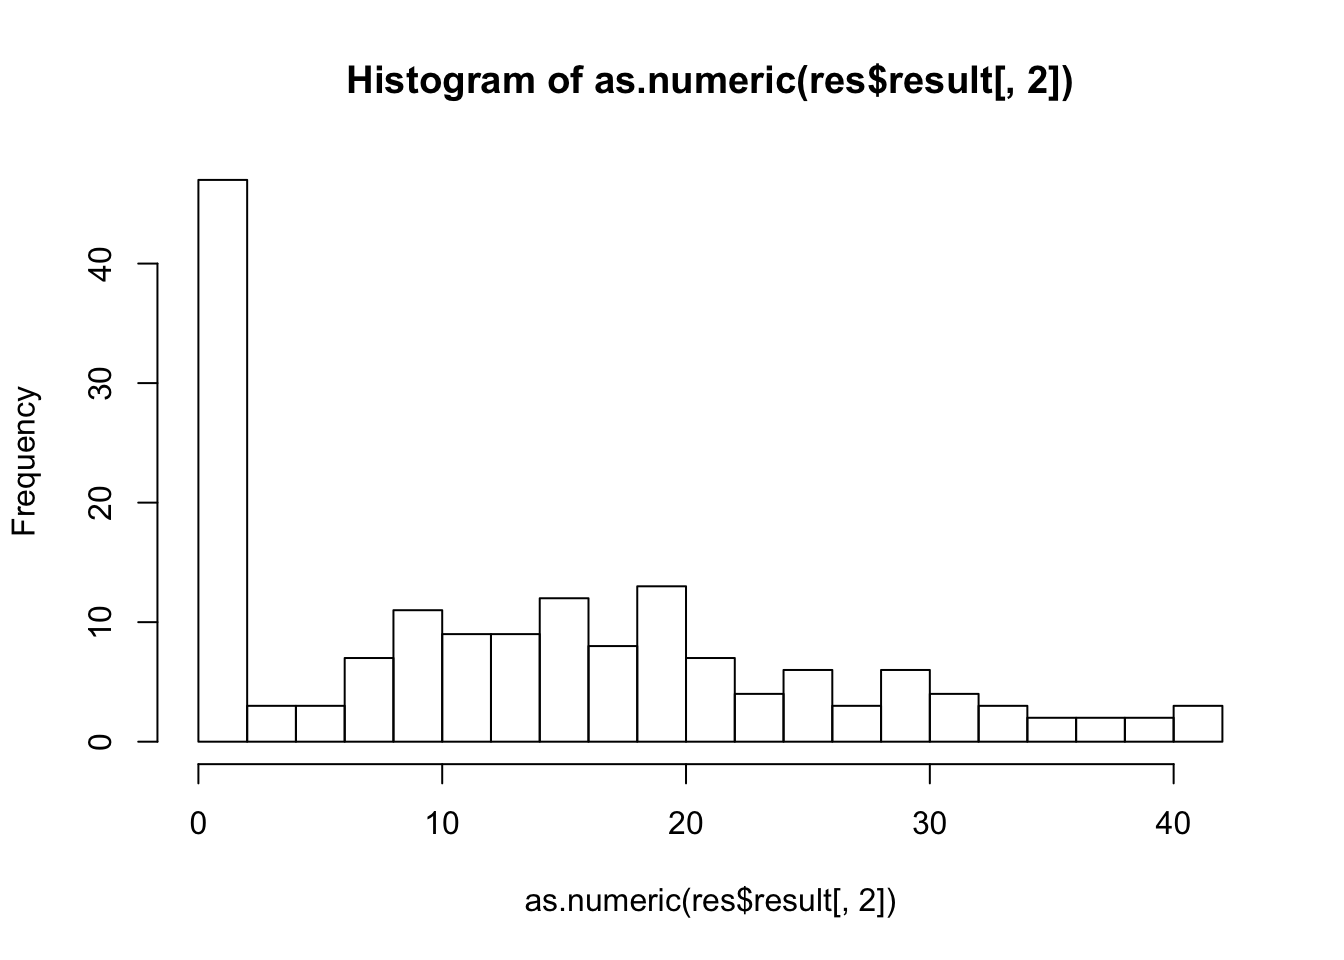 Histogram of as.numeric(res$result[, 2])
Frequency
40
30
20
10
0
0 10 20 30 40
as.numeric(res$result[, 2])